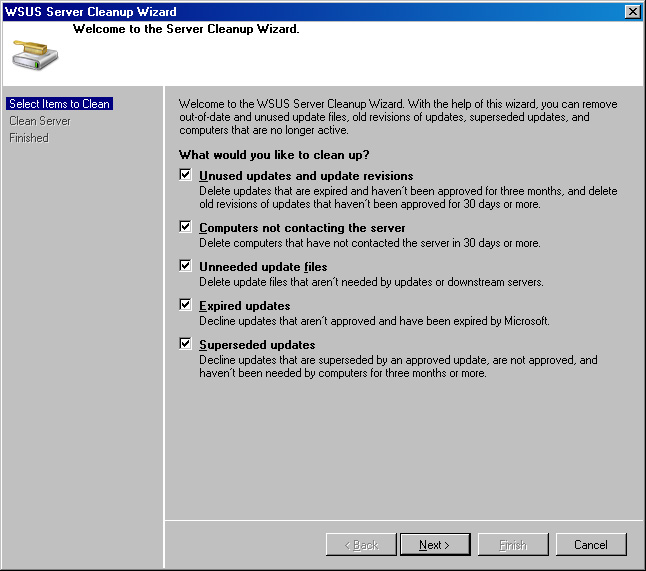 WSUS Server Cleanup Wizard
Welcome to the Server Cleanup Wizard.
Select Items to Clean
Clean Server
Finished
Welcome to the WSUS Server Cleanup Wizard. With the help of this wizard, you can remove
out-of-date and unused update files, old revisions of updates, superseded updates, and
computers that are no longer active.
What would you like to clean up?
Unused updates and update revisions
Delete updates that are expired and haven´t been approved for three months, and delete
old revisions of updates that haven´t been approved for 30 days or more.
Computers not contacting the server
Delete computers that have not contacted the server in 30 days or more.
Unneeded update files
Delete update files that aren´t needed by updates or downstream servers.
Expired updates
Decline updates that aren´t approved and have been expired by Microsoft.
Superseded updates
Decline updates that are superseded by an approved update, are not approved, and
haven´t been needed by computers for three months or more.
< Back
Next >
Finish
Cancel